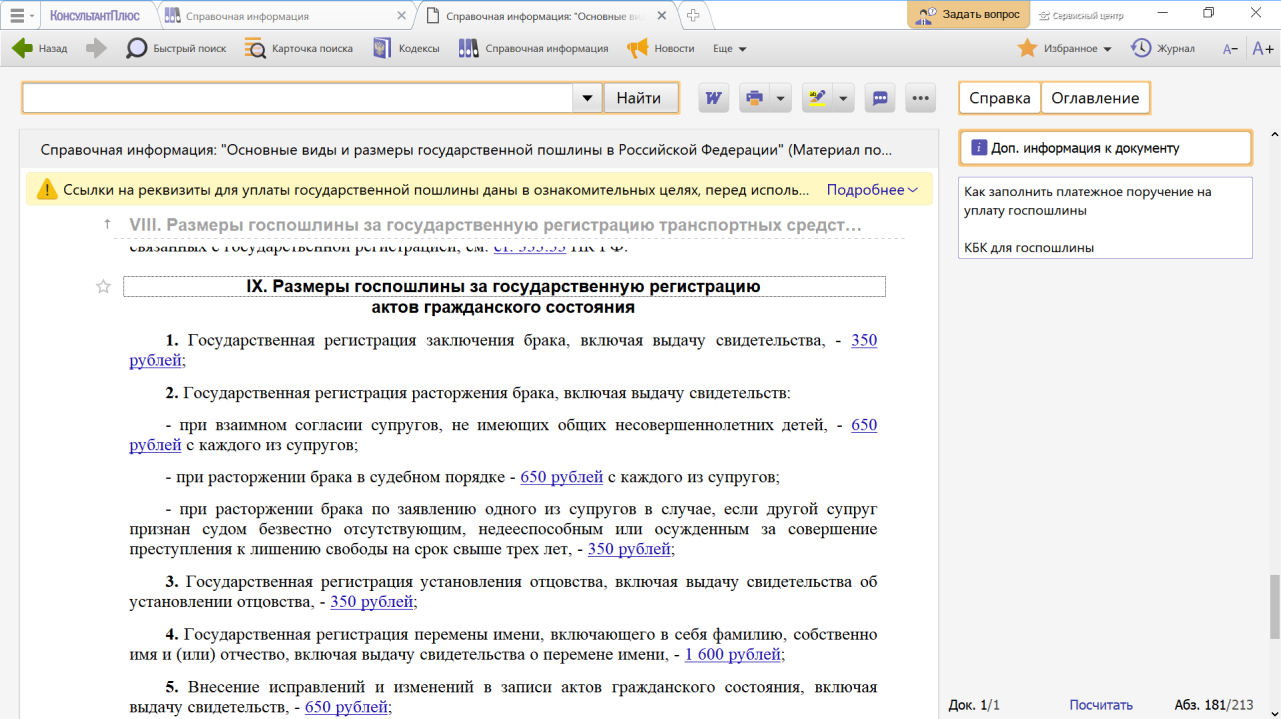 КонсультантПлюс
Справочная информация
Справочная информация: "Основные ви
Задать вопрос
Сервисный центр
Назад
Быстрый поиск
Карточка поиска
Кодексы
Справочная информация
Новости
Еще
Избранное
Журнал
A−
A+
Найти
W
Справка
Оглавление
Справочная информация: "Основные виды и размеры государственной пошлины в Российской Федерации" (Материал по...
i Доп. информация к документу
Ссылки на реквизиты для уплаты государственной пошлины даны в ознакомительных целях, перед исполь...
Подробнее
Как заполнить платежное поручение на
уплату госпошлины
КБК для госпошлины
VIII. Размеры госпошлины за государственную регистрацию транспортных средст...
связанных с государственной регистрацией, см. ст. 333.33 НК РФ.
IX. Размеры госпошлины за государственную регистрацию
актов гражданского состояния
1. Государственная регистрация заключения брака, включая выдачу свидетельства, - 350
рублей;
2. Государственная регистрация расторжения брака, включая выдачу свидетельств:
- при взаимном согласии супругов, не имеющих общих несовершеннолетних детей, - 650
рублей с каждого из супругов;
- при расторжении брака в судебном порядке - 650 рублей с каждого из супругов;
- при расторжении брака по заявлению одного из супругов в случае, если другой супруг
признан судом безвестно отсутствующим, недееспособным или осужденным за совершение
преступления к лишению свободы на срок свыше трех лет, - 350 рублей;
3. Государственная регистрация установления отцовства, включая выдачу свидетельства об
установлении отцовства, - 350 рублей;
4. Государственная регистрация перемены имени, включающего в себя фамилию, собственно
имя и (или) отчество, включая выдачу свидетельства о перемене имени, - 1 600 рублей;
5. Внесение исправлений и изменений в записи актов гражданского состояния, включая
выдачу свидетельств, - 650 рублей;
Док. 1/1
Посчитать
Абз. 181/213